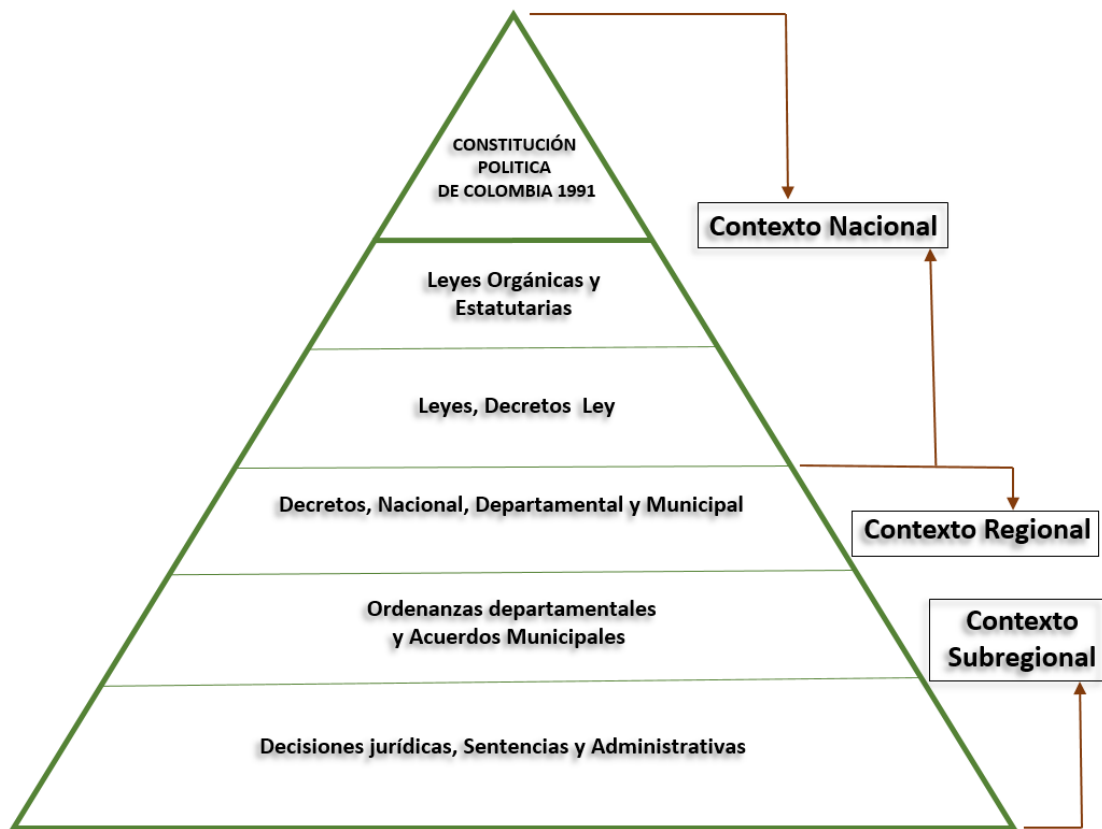 CONSTITUCIÓN
POLITICA
DE COLOMBIA 1991
Contexto Nacional
Leyes Orgánicas y
Estatutarias
Leyes, Decretos Ley
Decretos, Nacional, Departamental y Municipal
Contexto Regional
Ordenanzas departamentales
y Acuerdos Municipales
Contexto
Subregional
Decisiones jurídicas, Sentencias y Administrativas